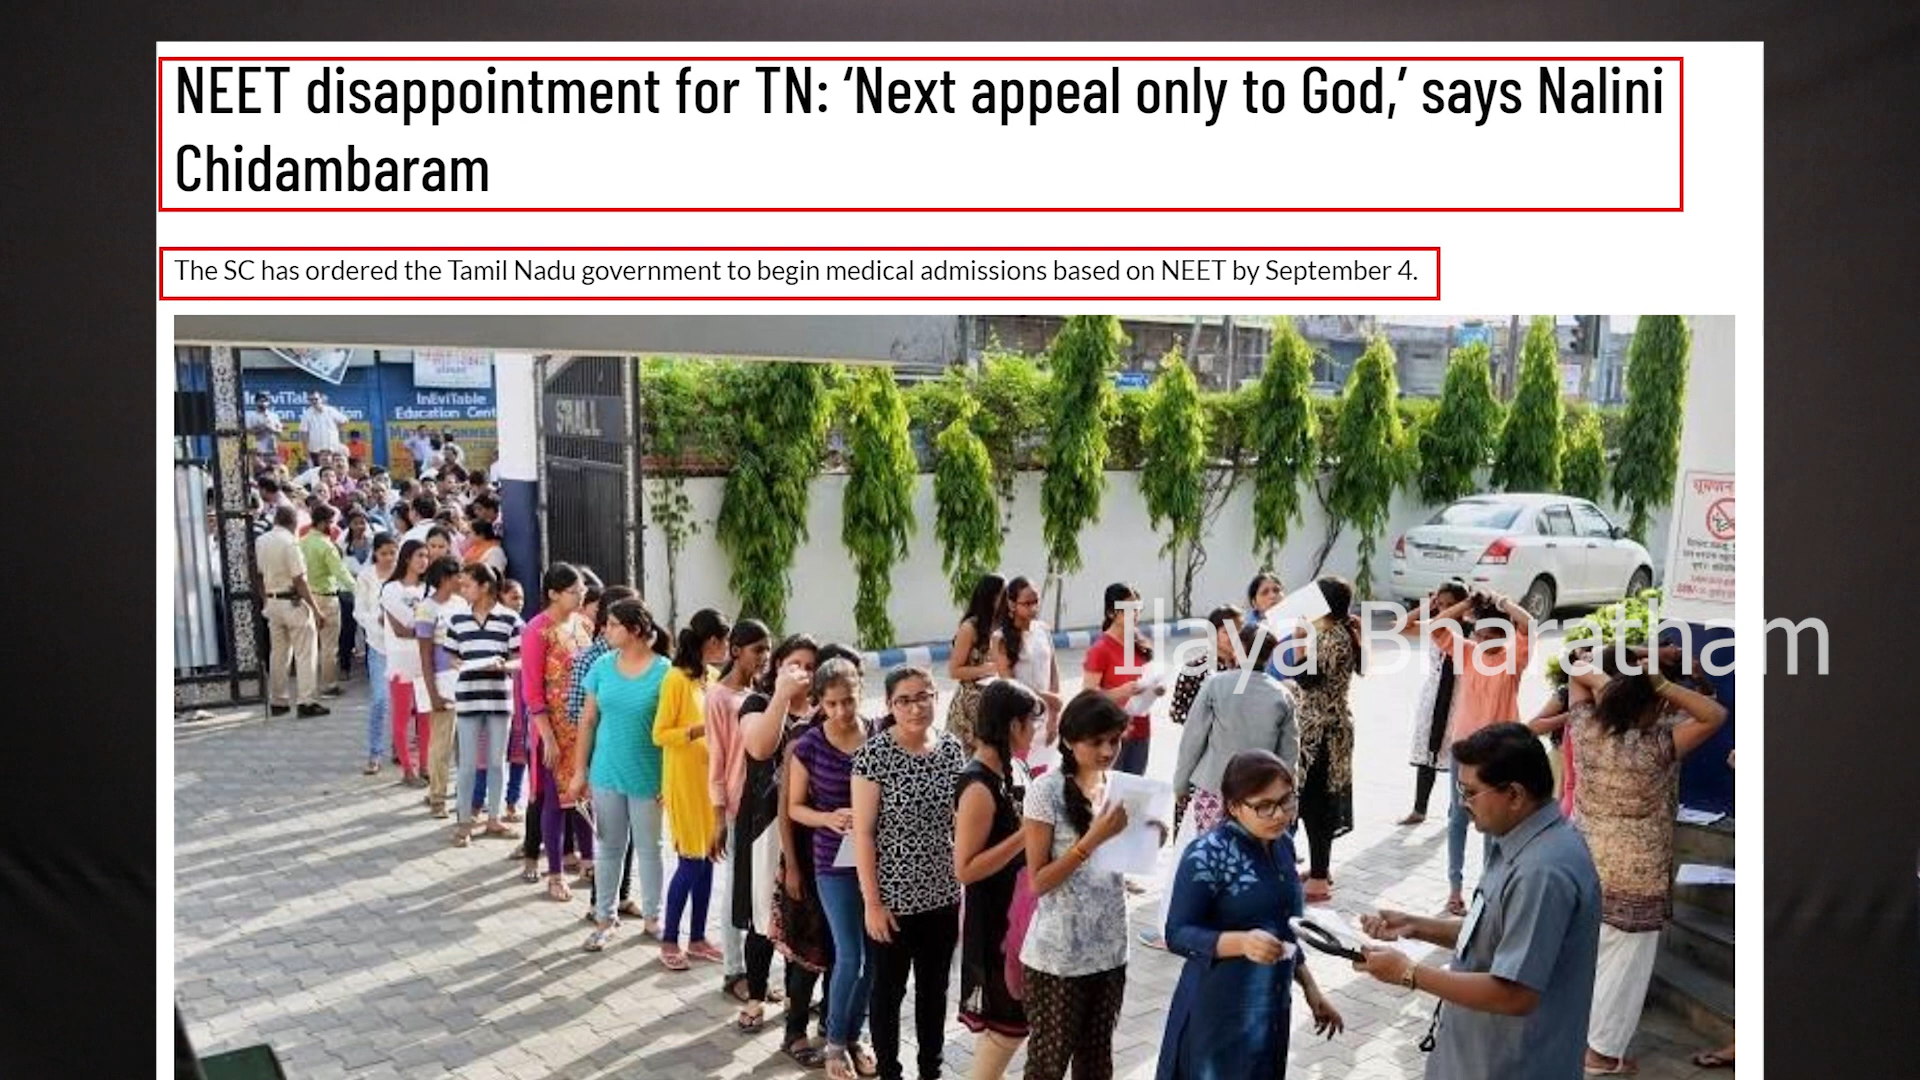 NEET disappointment for TN: ‘Next appeal only to God,’ says Nalini
Chidambaram
The SC has ordered the Tamil Nadu government to begin medical admissions based on NEET by September 4.
InEviTable
Education Cent
Ilaya Bharatham